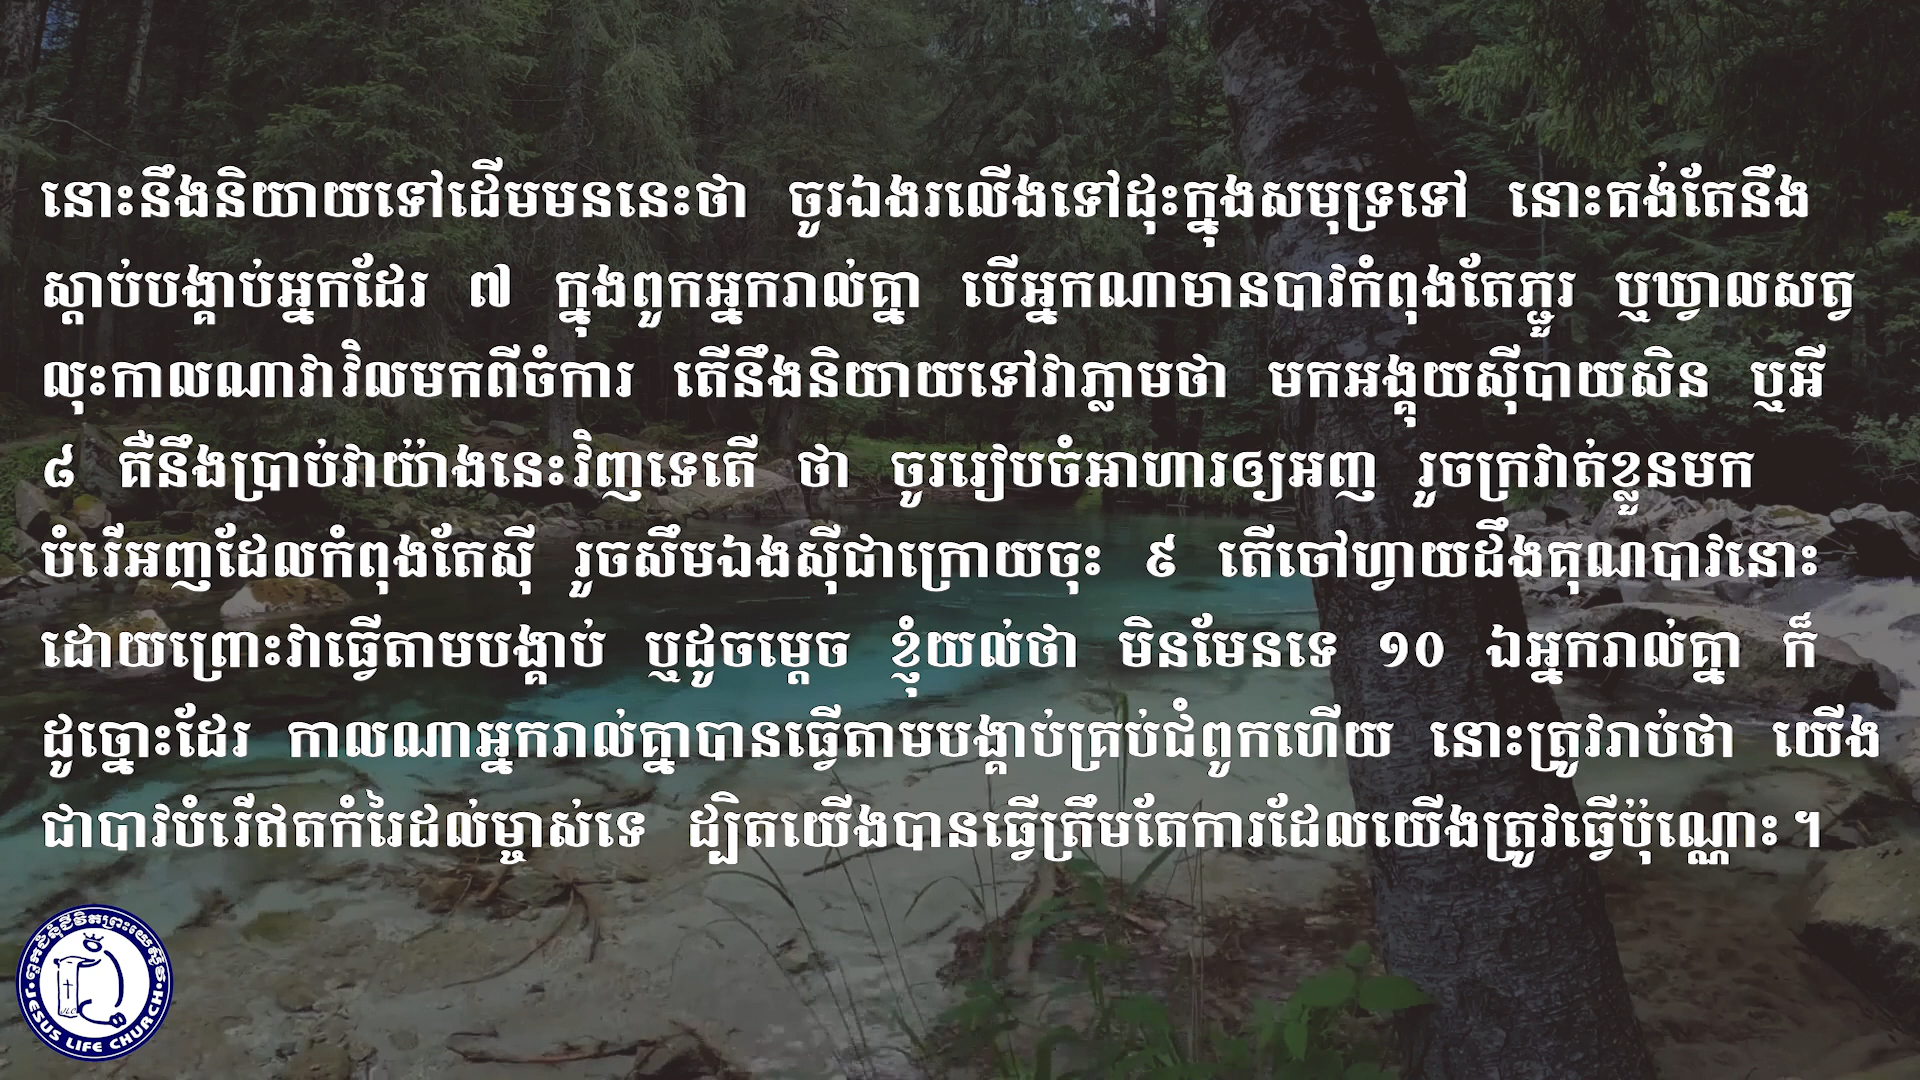 នោះនឹងនិយាយទៅដើមមននេះថា ចូរឯងរលើងទៅដុះក្នុងសមុទ្រទៅ នោះគង់តែនឹង
ស្តាប់បង្គាប់អ្នកដែរ ៧ ក្នុងពួកអ្នករាល់គ្នា បើអ្នកណាមានបាវកំពុងតែភ្ជួរ ឬឃ្វាលសត្វ
លុះកាលណាវាវិលមកពីចំការ តើនឹងនិយាយទៅវាភ្លាមថា មកអង្គុយស៊ីបាយសិន ឬអី
៨ គឺនឹងប្រាប់វាយ៉ាងនេះវិញទេតើ ថា ចូររៀបចំអាហារឲ្យអញ រួចក្រវាត់ខ្លួនមក
បំរើអញដែលកំពុងតែស៊ី រួចសឹមឯងស៊ីជាក្រោយចុះ ៩ តើចៅហ្វាយដឹងគុណបាវនោះ
ដោយព្រោះវាធ្វើតាមបង្គាប់ ឬដូចម្តេច ខ្ញុំយល់ថា មិនមែនទេ ១០ ឯអ្នករាល់គ្នា ក៏
ដូច្នោះដែរ កាលណាអ្នករាល់គ្នាបានធ្វើតាមបង្គាប់គ្រប់ជំពូកហើយ នោះត្រូវរាប់ថា យើង
ជាបាវបំរើឥតកំរៃដល់ម្ចាស់ទេ ដ្បិតយើងបានធ្វើត្រឹមតែការដែលយើងត្រូវធ្វើប៉ុណ្ណោះ។
ពួកជំនុំជីវិតព្រះយេស៊ូវ
JLC
JESUS LIFE CHURCH